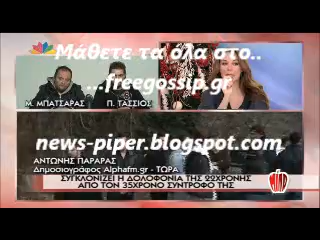 Μάθετε τα όλα στο..
...freegossip.gr
Μ. ΜΠΑΤΣΑΡΑΣ
Π. ΤΑΣΣΙΟΣ
news-piper.blogspot.com
ΑΝΤΩΝΗΣ ΠΑΡΑΡΑΣ
Δημοσιογράφος Alphafm.gr - ΤΩΡΑ
ΣΥΓΚΛΟΝΙΖΕΙ Η ΔΟΛΟΦΟΝΙΑ ΤΗΣ 22ΧΡΟΝΗΣ
ΑΠΟ ΤΟΝ 35ΧΡΟΝΟ ΣΥΝΤΡΟΦΟ ΤΗΣ